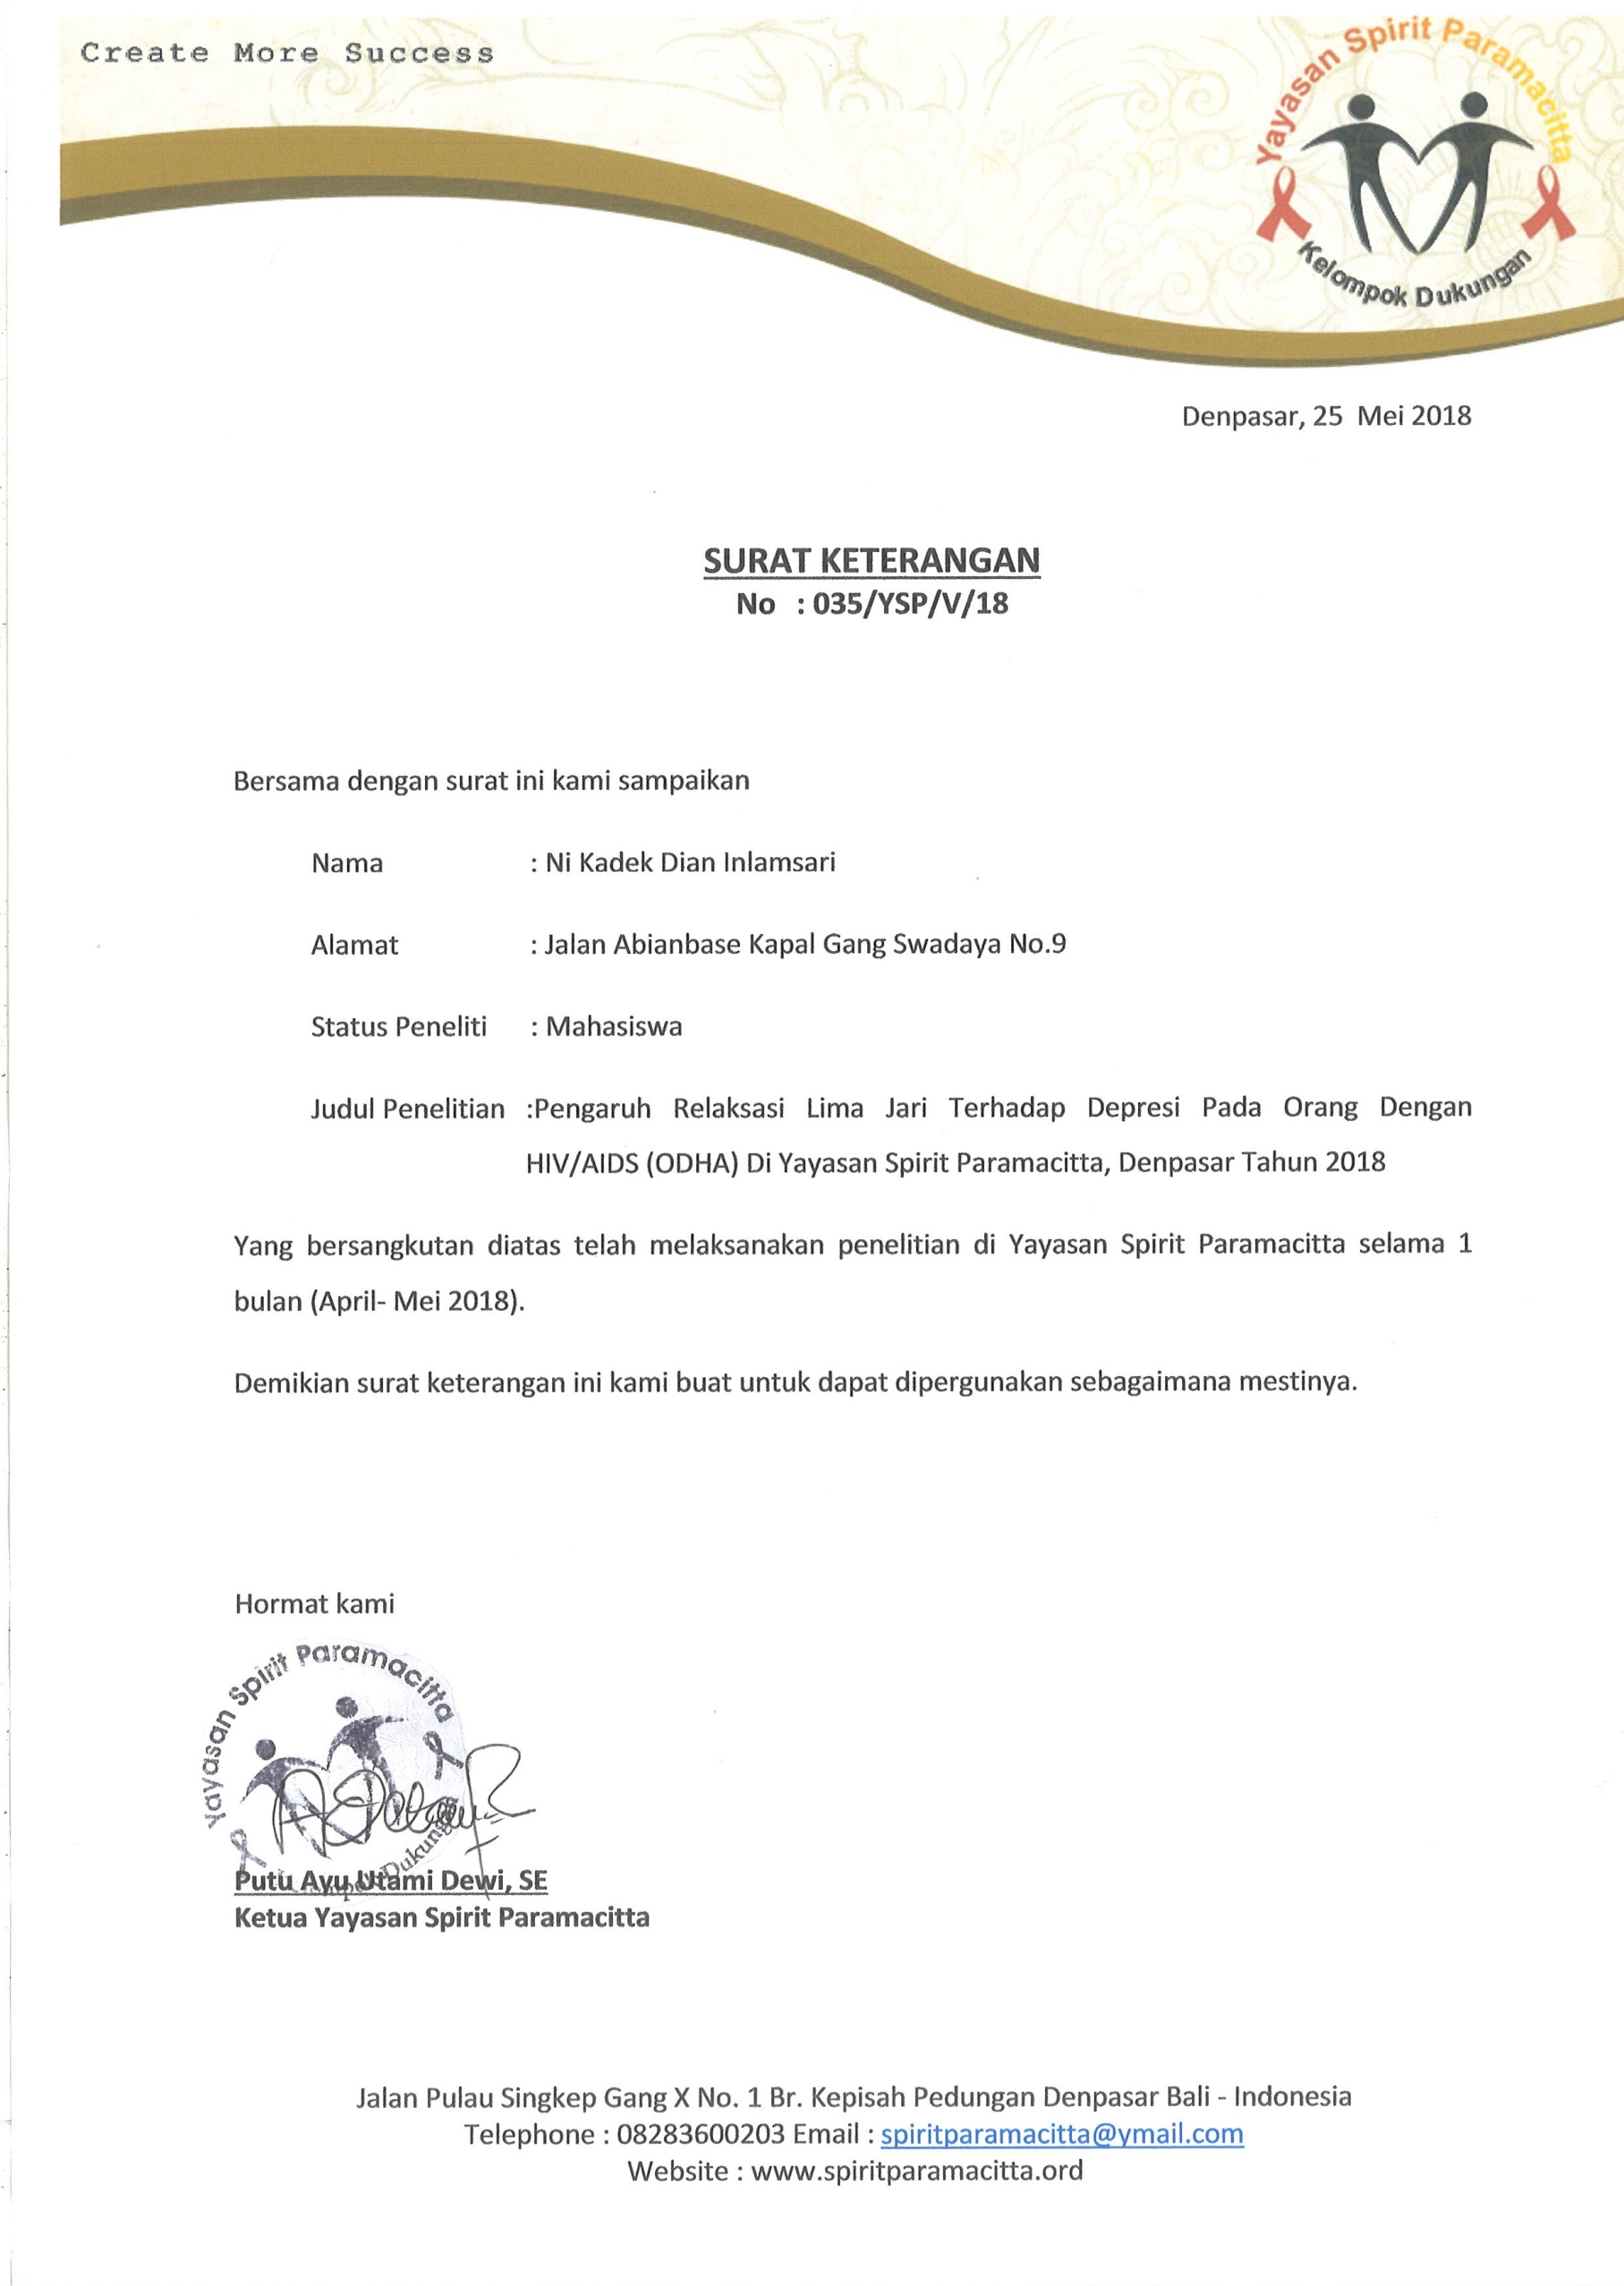 Create More Success
Yayasan Spirit Paramacitta
Kelompok Dukungan
Denpasar, 25 Mei 2018
SURAT KETERANGAN
No : 035/YSP/V/18
Bersama dengan surat ini kami sampaikan
Nama : Ni Kadek Dian Inlamsari
Alamat : Jalan Abianbase Kapal Gang Swadaya No.9
Status Peneliti : Mahasiswa
Judul Penelitian :Pengaruh Relaksasi Lima Jari Terhadap Depresi Pada Orang Dengan
HIV/AIDS (ODHA) Di Yayasan Spirit Paramacitta, Denpasar Tahun 2018
Yang bersangkutan diatas telah melaksanakan penelitian di Yayasan Spirit Paramacitta selama 1
bulan (April- Mei 2018).
Demikian surat keterangan ini kami buat untuk dapat dipergunakan sebagaimana mestinya.
Hormat kami
Yayasan Spirit Paramacitta
Putu Ayu Utami Dewi, SE
Ketua Yayasan Spirit Paramacitta
Jalan Pulau Singkep Gang X No. 1 Br. Kepisah Pedungan Denpasar Bali - Indonesia
Telephone : 08283600203 Email : spiritparamacitta@ymail.com
Website : www.spiritparamacitta.ord